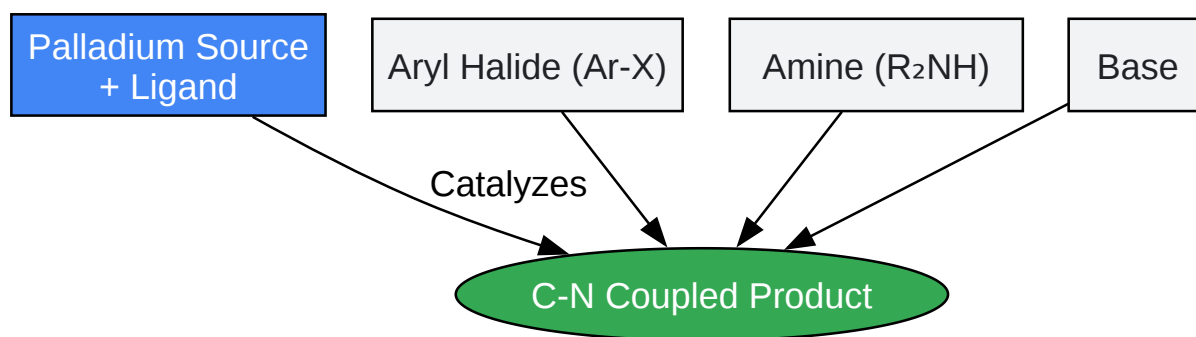 Palladium Source
+ Ligand
Aryl Halide (Ar-X)
Amine (R₂NH)
Base
Catalyzes
C-N Coupled Product